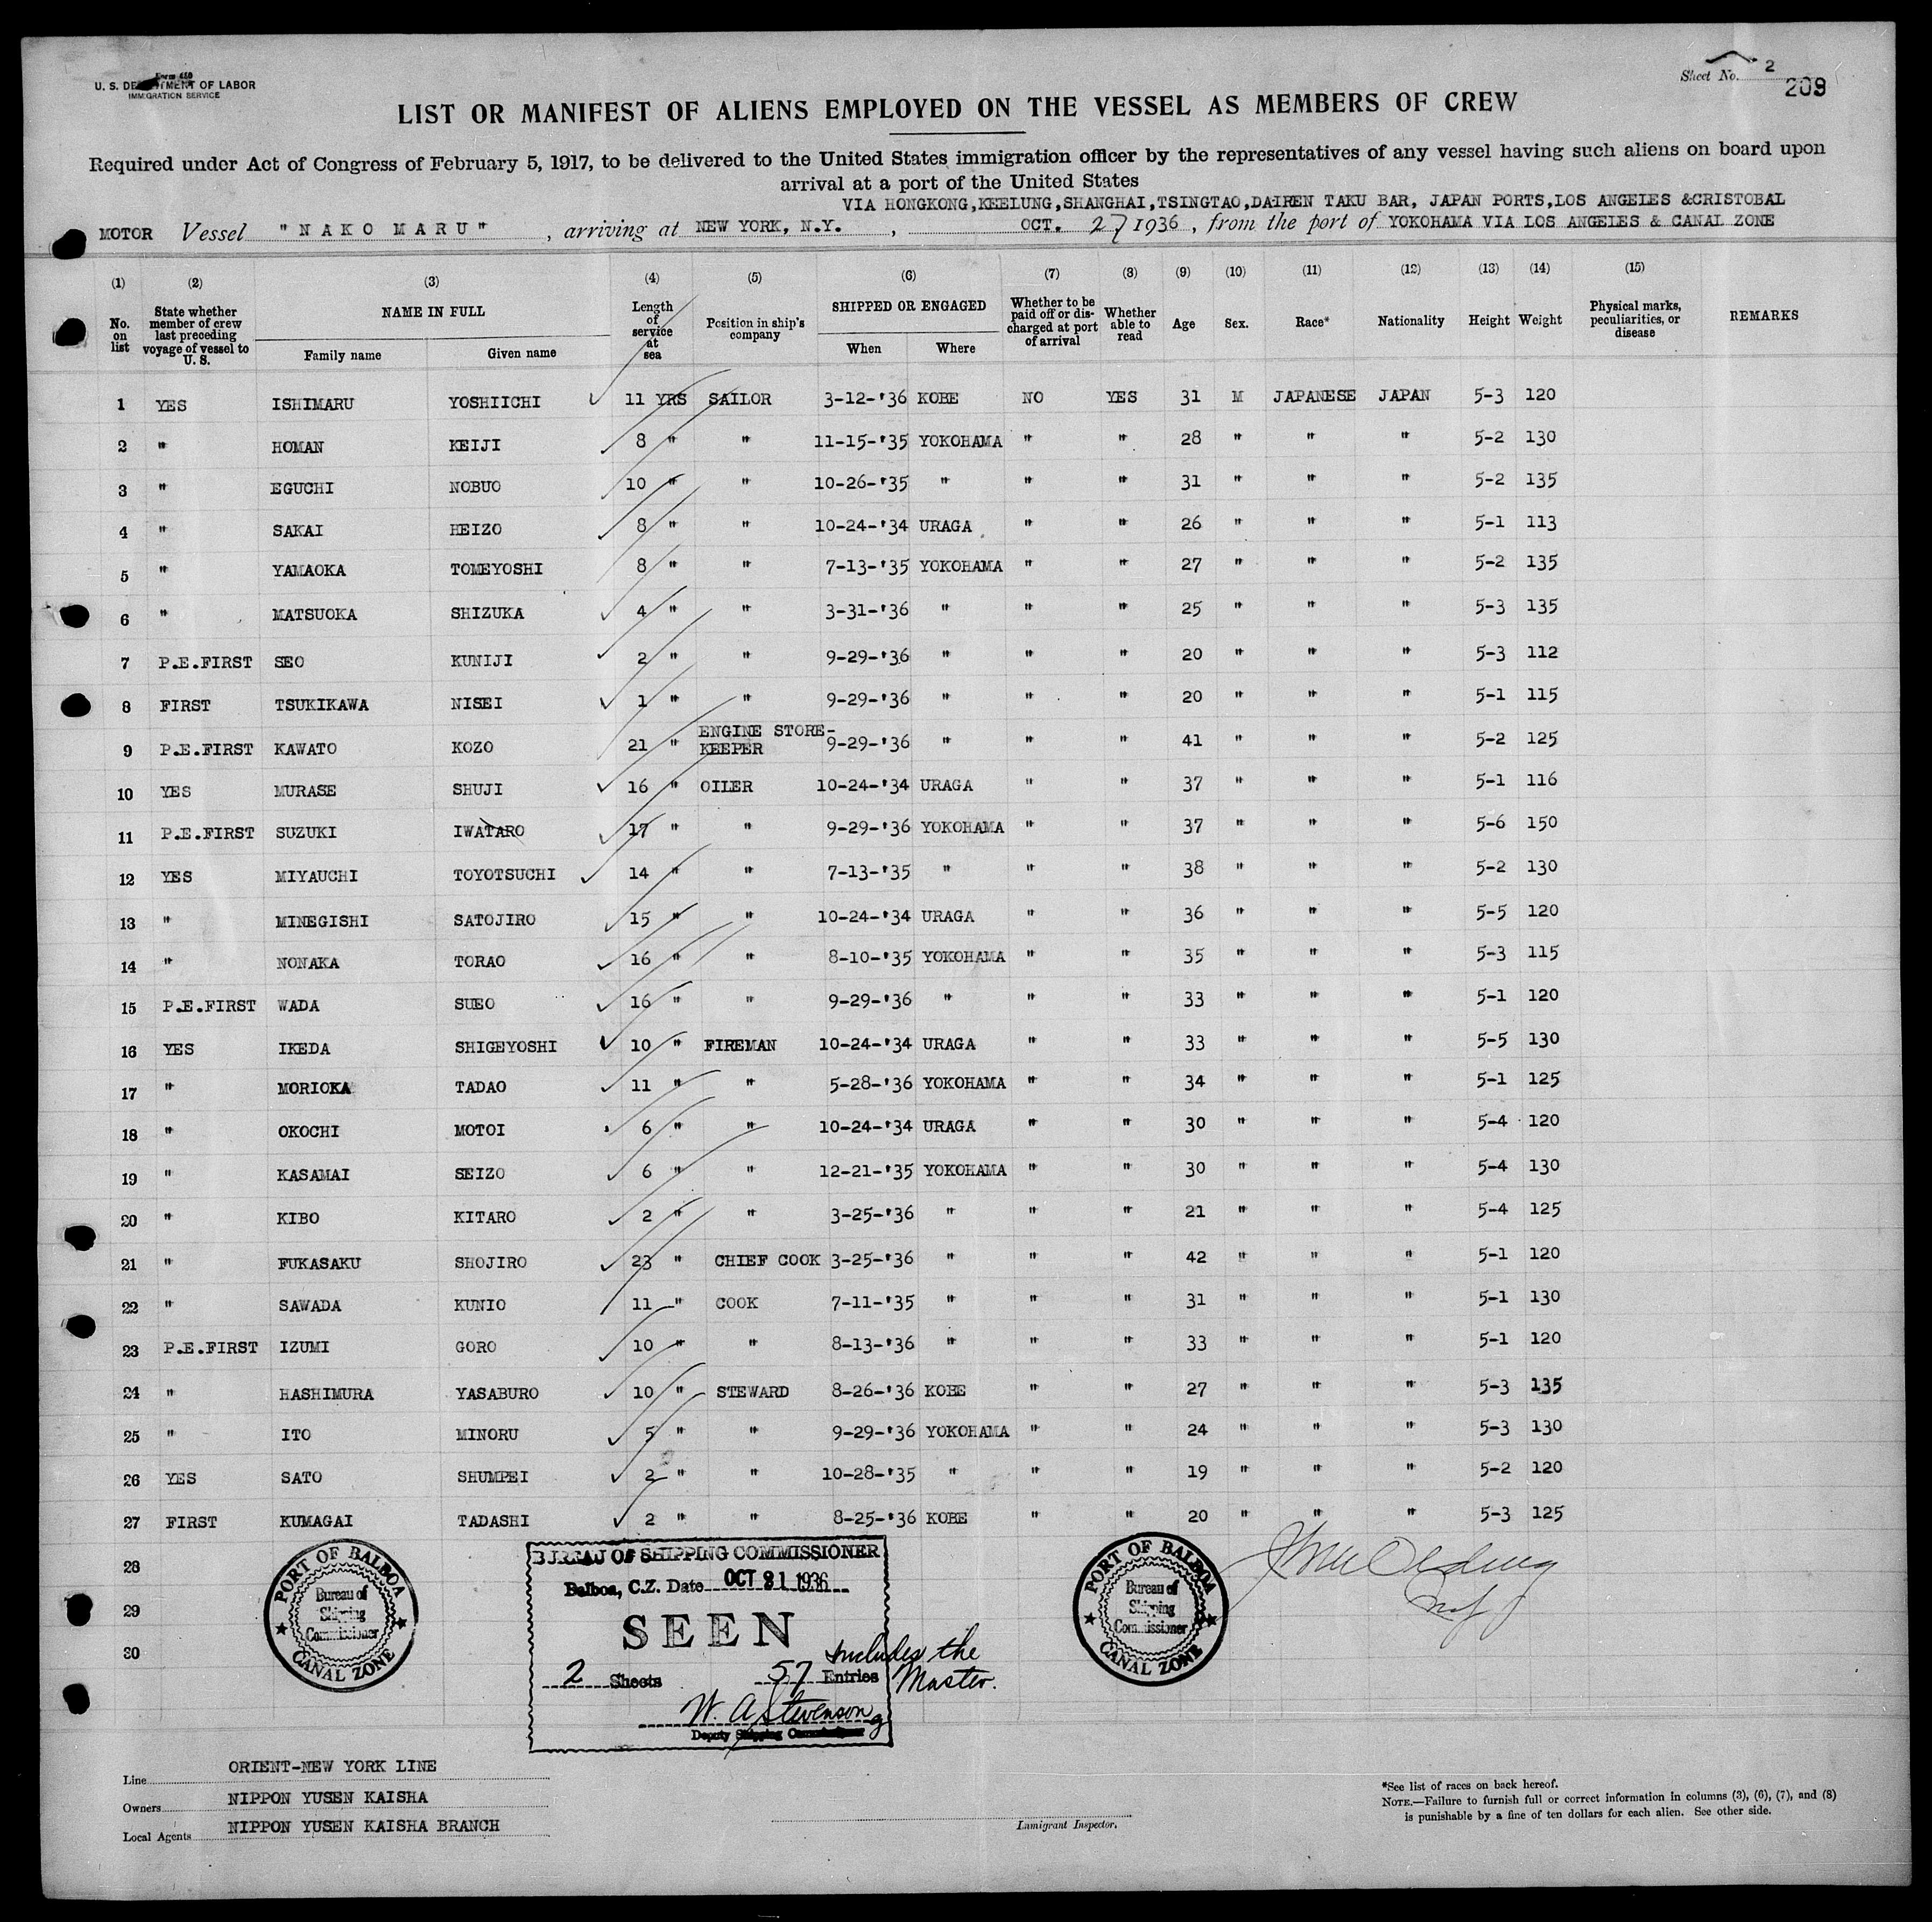 Form 680
U. S. DEPARTMENT OF LABOR
IMMIGRATION SERVICE
Sheet No. 2
209
LIST OR MANIFEST OF ALIENS EMPLOYED ON THE VESSEL AS MEMBERS OF CREW
Required under Act of Congress of February 5, 1917, to be delivered to the United States immigration officer by the representatives of any vessel having such aliens on board upon
arrival at a port of the United States
VIA HONGKONG,KEELUNG,SHANGHAI,TSINGTAO,DAIREN TAKU BAR, JAPAN PORTS,LOS ANGELES &CRISTOBAL
MOTOR Vessel "NAKO MARU", arriving at NEW YORK, N.Y., OCT. 27 1936, from the port of YOKOHAMA VIA LOS ANGELES & CANAL ZONE
(1) (2) (3) (4) (5) (6) (7) (8) (9) (10) (11) (12) (13) (14) (15)
No. on list State whether member of crew last preceding voyage of vessel to U. S. NAME IN FULL Family name Given name Length of service at sea Position in ship's company SHIPPED OR ENGAGED When Where Whether to be paid off or discharged at port of arrival Whether able to read Age Sex. Race* Nationality Height Weight Physical marks, peculiarities, or disease REMARKS
1 YES ISHIMARU YOSHIICHI 11 YRS SAILOR 3-12-'36 KOBE NO YES 31 M JAPANESE JAPAN 5-3 120
2 " HOMAN KEIJI 8 " " 11-15-'35 YOKOHAMA " " 28 " " " 5-2 130
3 " EGUCHI NOBUO 10 " " 10-26-'35 " " " 31 " " " 5-2 135
4 " SAKAI HEIZO 8 " " 10-24-'34 URAGA " " 26 " " " 5-1 113
5 " YAMAOKA TOMEYOSHI 8 " " 7-13-'35 YOKOHAMA " " 27 " " " 5-2 135
6 " MATSUOKA SHIZUKA 4 " " 3-31-'36 " " " 25 " " " 5-3 135
7 P.E.FIRST SEO KUNIJI 2 " " 9-29-'36 " " " 20 " " " 5-3 112
8 FIRST TSUKIKAWA NISEI 1 " " 9-29-'36 " " " 20 " " " 5-1 115
9 P.E.FIRST KAWATO KOZO 21 " ENGINE STORE-KEEPER 9-29-'36 " " " 41 " " " 5-2 125
10 YES MURASE SHUJI 16 " OILER 10-24-'34 URAGA " " 37 " " " 5-1 116
11 P.E.FIRST SUZUKI IWATARO 17 " " 9-29-'36 YOKOHAMA " " 37 " " " 5-6 150
12 YES MIYAUCHI TOYOTSUCHI 14 " " 7-13-'35 " " " 38 " " " 5-2 130
13 " MINEGISHI SATOJIRO 15 " " 10-24-'34 URAGA " " 36 " " " 5-5 120
14 " NONAKA TORAO 16 " " 8-10-'35 YOKOHAMA " " 35 " " " 5-3 115
15 P.E.FIRST WADA SUEO 16 " " 9-29-'36 " " " 33 " " " 5-1 120
16 YES IKEDA SHIGEYOSHI 10 " FIREMAN 10-24-'34 URAGA " " 33 " " " 5-5 130
17 " MORIOKA TADAO 11 " " 5-28-'36 YOKOHAMA " " 34 " " " 5-1 125
18 " OKOCHI MOTOI 6 " " 10-24-'34 URAGA " " 30 " " " 5-4 120
19 " KASAMAI SEIZO 6 " " 12-21-'35 YOKOHAMA " " 30 " " " 5-4 130
20 " KIBO KITARO 2 " " 3-25-'36 " " " 21 " " " 5-4 125
21 " FUKASAKU SHOJIRO 23 " CHIEF COOK 3-25-'36 " " " 42 " " " 5-1 120
22 " SAWADA KUNIO 11 " COOK 7-11-'35 " " " 31 " " " 5-1 130
23 P.E.FIRST IZUMI GORO 10 " " 8-13-'36 " " " 33 " " " 5-1 120
24 " HASHIMURA YASABURO 10 " STEWARD 8-26-'36 KOBE " " 27 " " " 5-3 135
25 " ITO MINORU 5 " " 9-29-'36 YOKOHAMA " " 24 " " " 5-3 130
26 YES SATO SHUMPEI 2 " " 10-28-'35 " " " 19 " " " 5-2 120
27 FIRST KUMAGAI TADASHI 2 " " 8-25-'36 KOBE " " 20 " " " 5-3 125
28
29
30
PORT OF BALBOA
Bureau of
Shipping
Commissioner
CANAL ZONE
BUREAU OF SHIPPING COMMISSIONER
Balboa, C.Z. Date OCT 21 1936
SEEN
2 Sheets 57 Entries includes the Master.
W. A. Stevenson
Deputy Shipping Commissioner
PORT OF BALBOA
Bureau of
Shipping
Commissioner
CANAL ZONE
Line ORIENT-NEW YORK LINE
Owners NIPPON YUSEN KAISHA
Local Agents NIPPON YUSEN KAISHA BRANCH
Immigrant Inspector.
*See list of races on back hereof.
NOTE.—Failure to furnish full or correct information in columns (3), (6), (7), and (8)
is punishable by a fine of ten dollars for each alien. See other side.